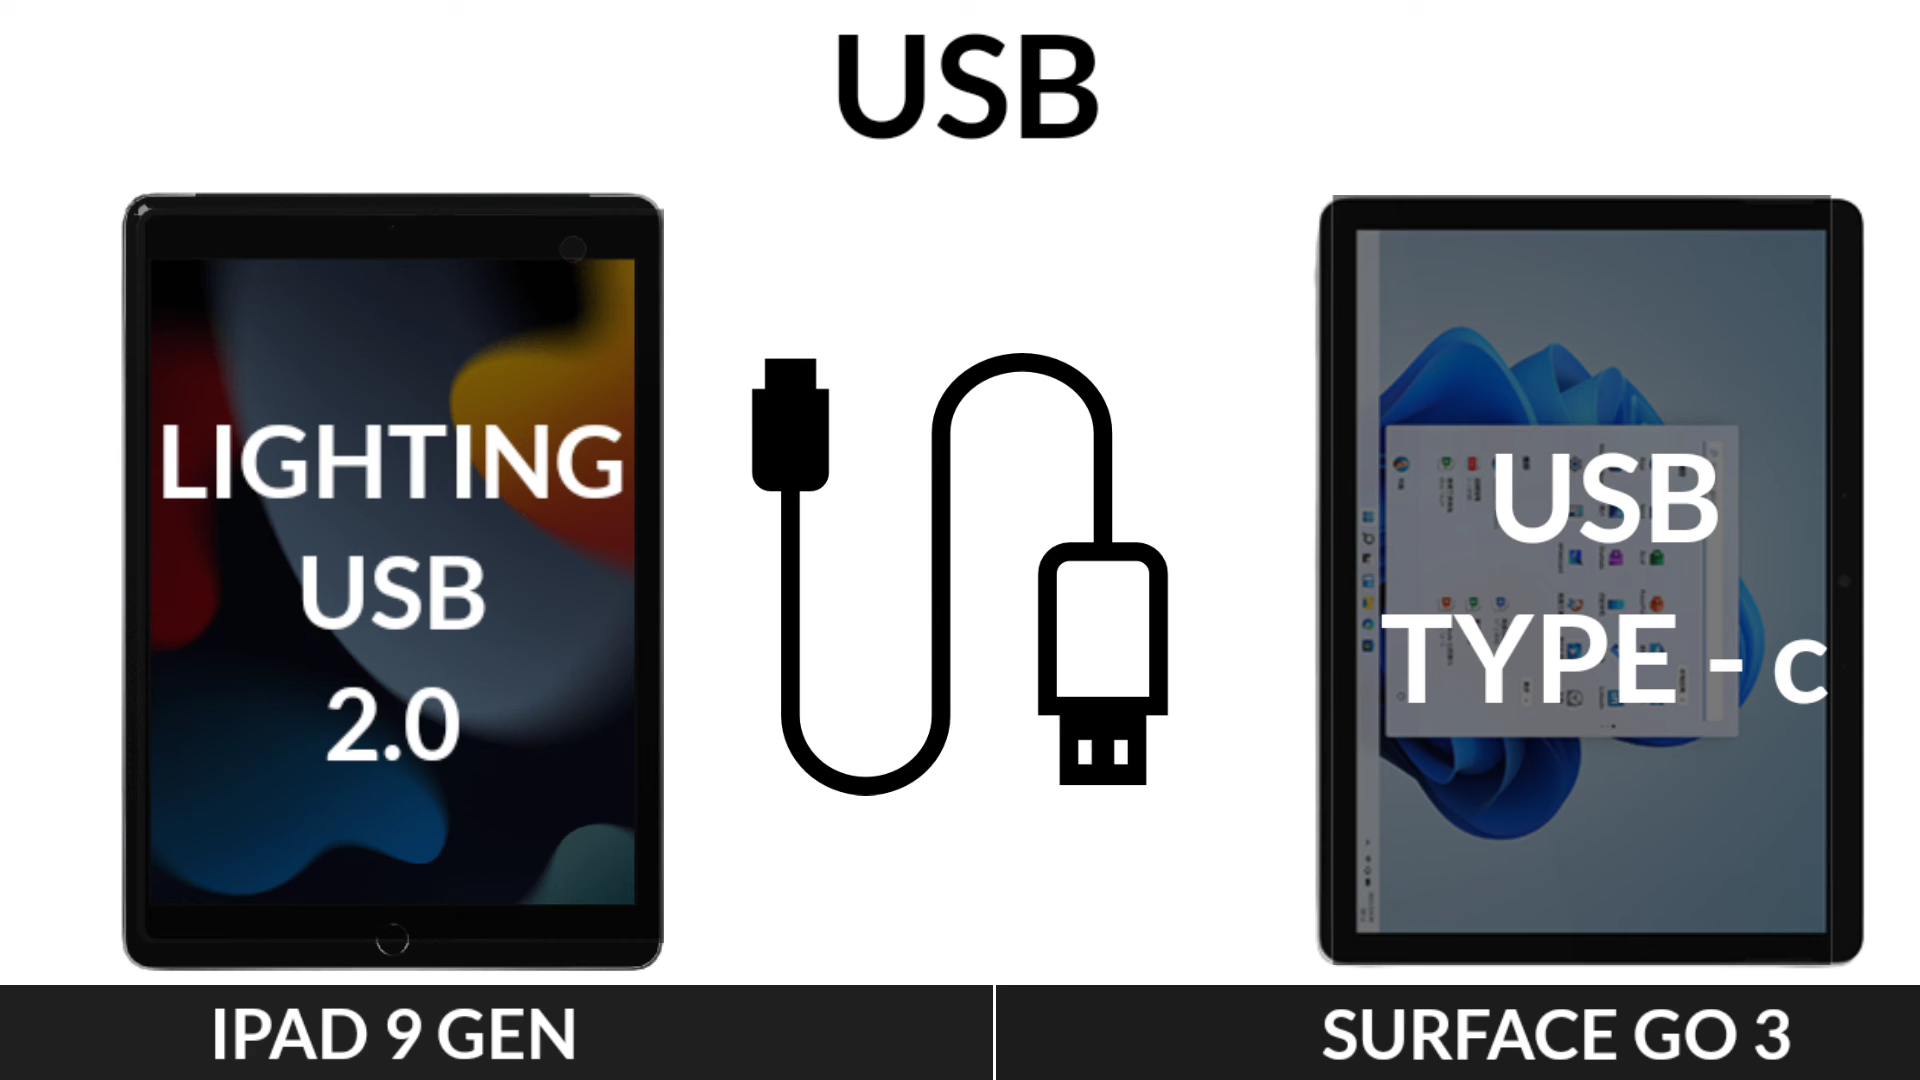 USB
LIGHTING
USB
2.0
USB
TYPE - c
IPAD 9 GEN
SURFACE GO 3